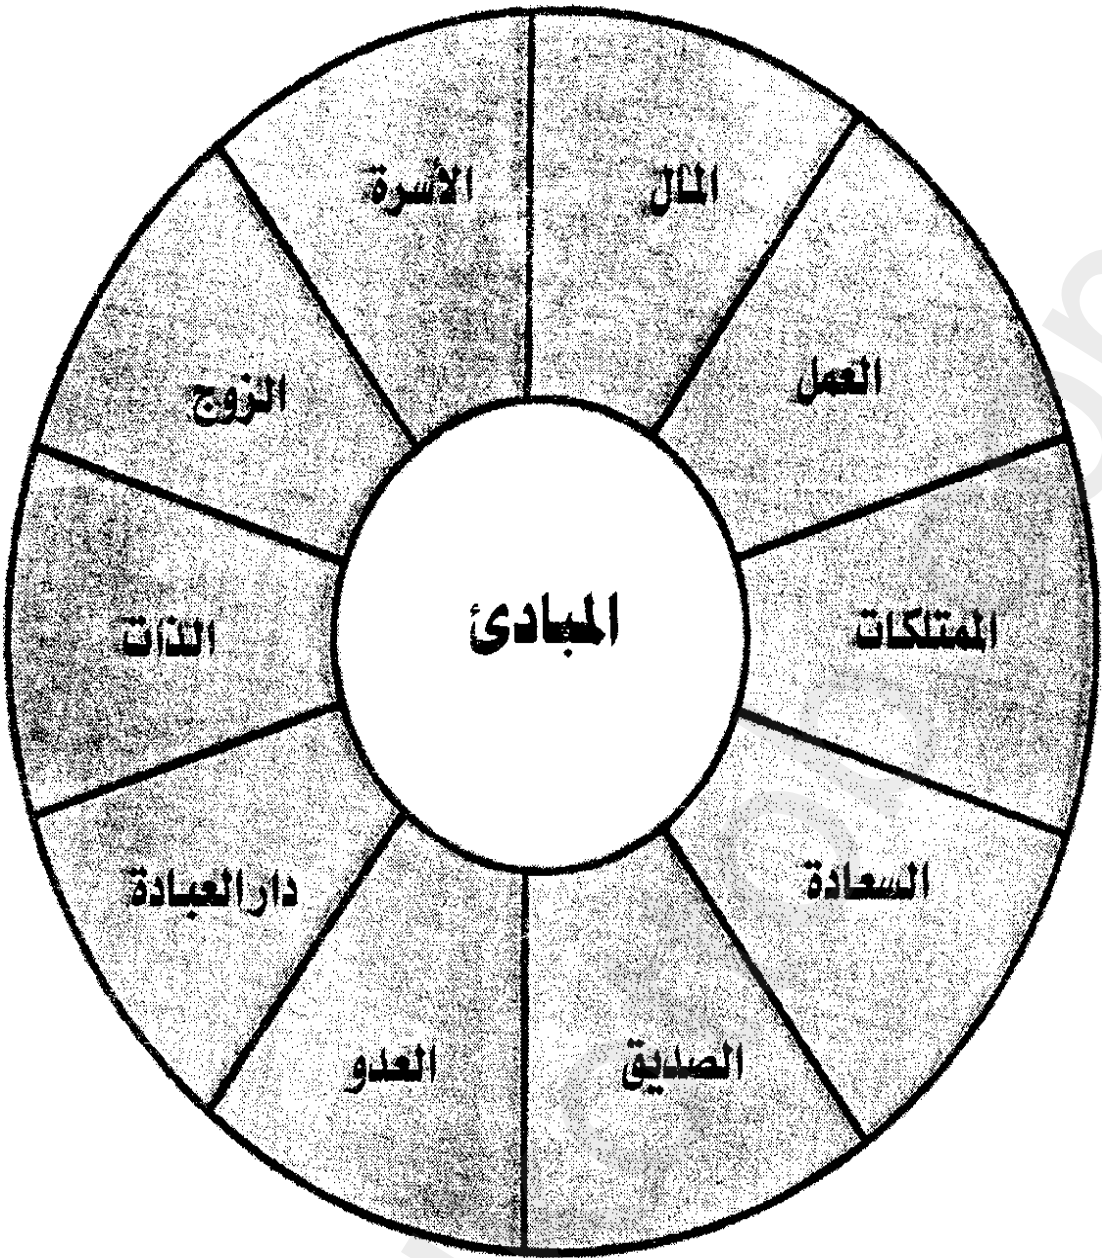 المال
الأسرة
العمل
الزوج
المبادئ
الممتلكات
الذات
السعادة
دار العبادة
الصديق
العدو